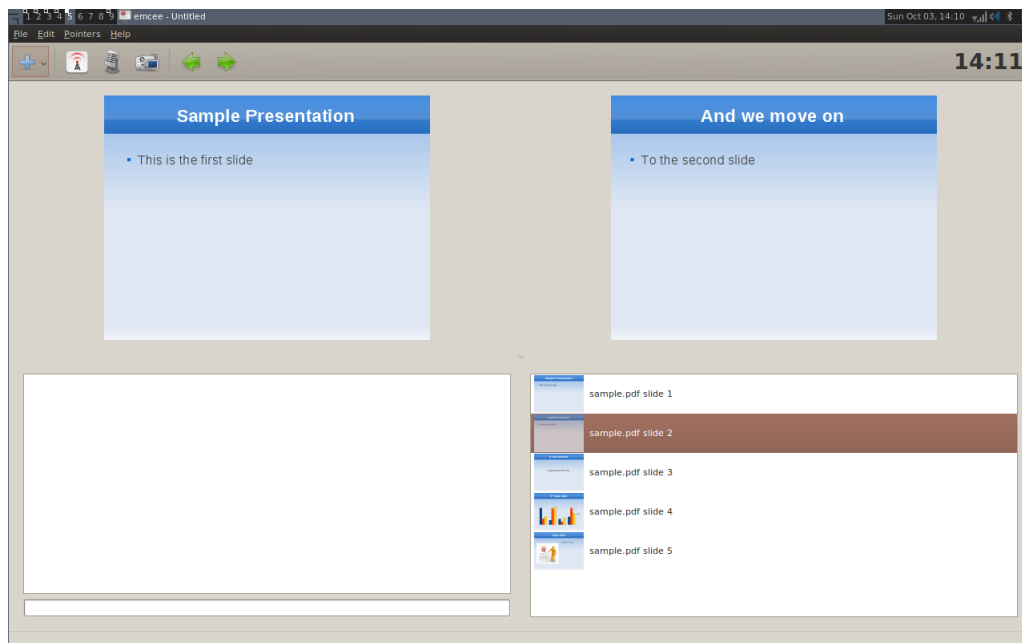 1 2 3 4 5 6 7 8 9 emcee - Untitled Sun Oct 03, 14:10
File Edit Pointers Help
14:11
Sample Presentation
And we move on
• This is the first slide
• To the second slide
Sample Presentation
sample.pdf slide 1
sample.pdf slide 2
sample.pdf slide 3
sample.pdf slide 4
sample.pdf slide 5